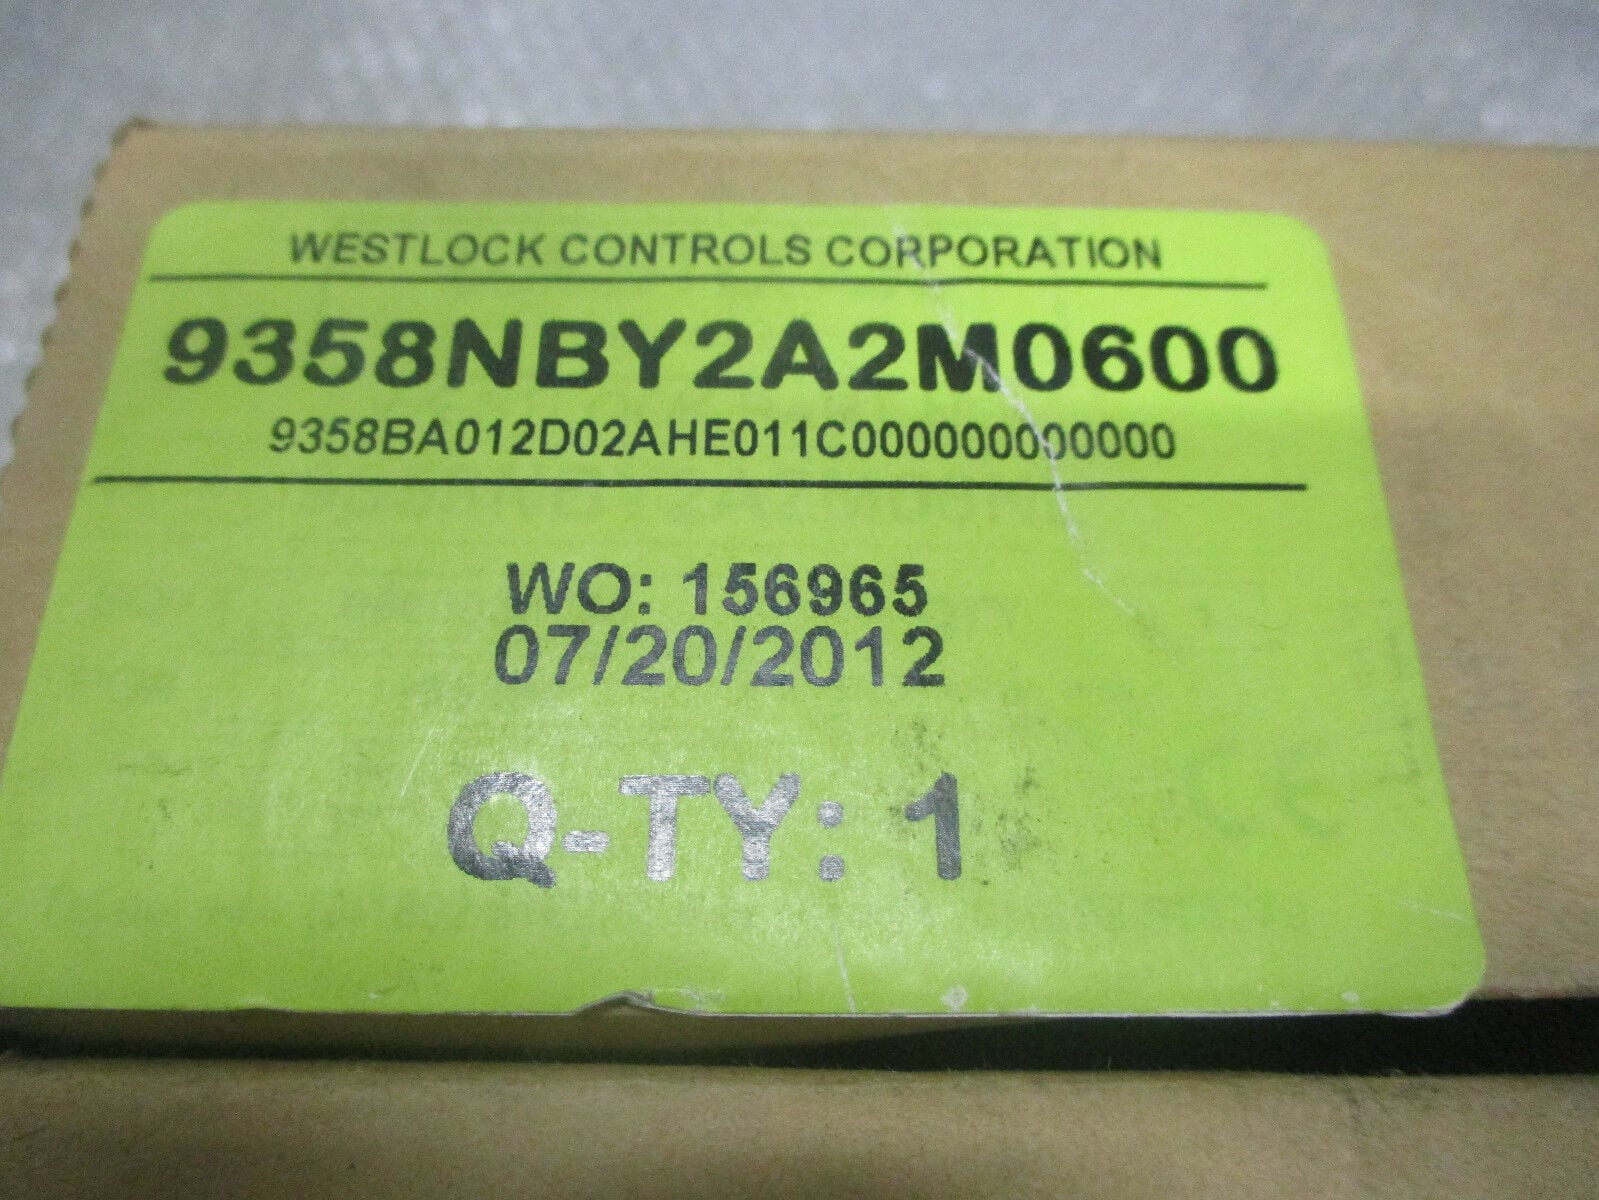 WESTLOCK CONTROLS CORPORATION
9358NBY2A2M0600
9358BA012D02AHE011C000000000000
WO: 156965
07/20/2012
Q-TY: 1